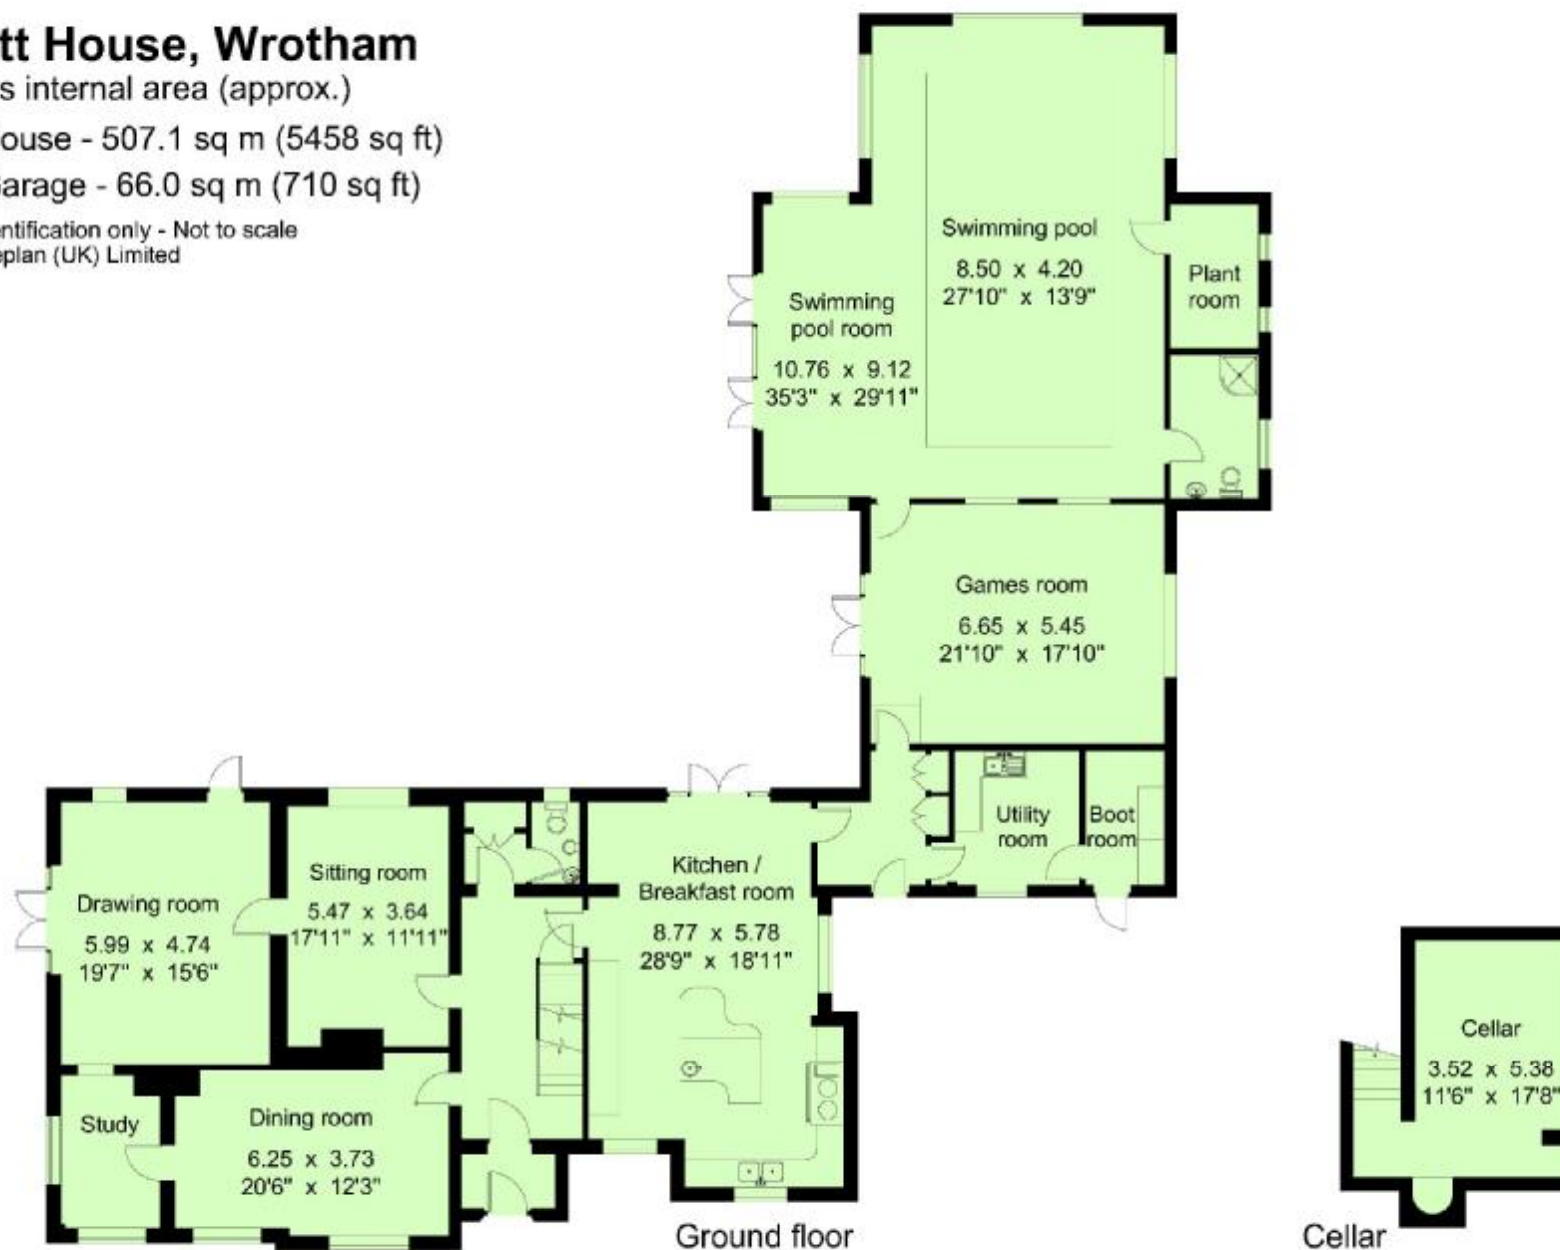 tt House, Wrotham
s internal area (approx.)
ouse - 507.1 sq m (5458 sq ft)
arage - 66.0 sq m (710 sq ft)
entification only - Not to scale
eplan (UK) Limited
Swimming pool
8.50 x 4.20
27'10" x 13'9"
Plant
room
Swimming
pool room
10.76 x 9.12
35'3" x 29'11"
Games room
6.65 x 5.45
21'10" x 17'10"
Utility
room
Boot
room
Kitchen /
Breakfast room
8.77 x 5.78
28'9" x 18'11"
Sitting room
5.47 x 3.64
17'11" x 11'11"
Drawing room
5.99 x 4.74
19'7" x 15'6"
Study
Dining room
6.25 x 3.73
20'6" x 12'3"
Ground floor
Cellar
3.52 x 5.38
11'6" x 17'8"
Cellar